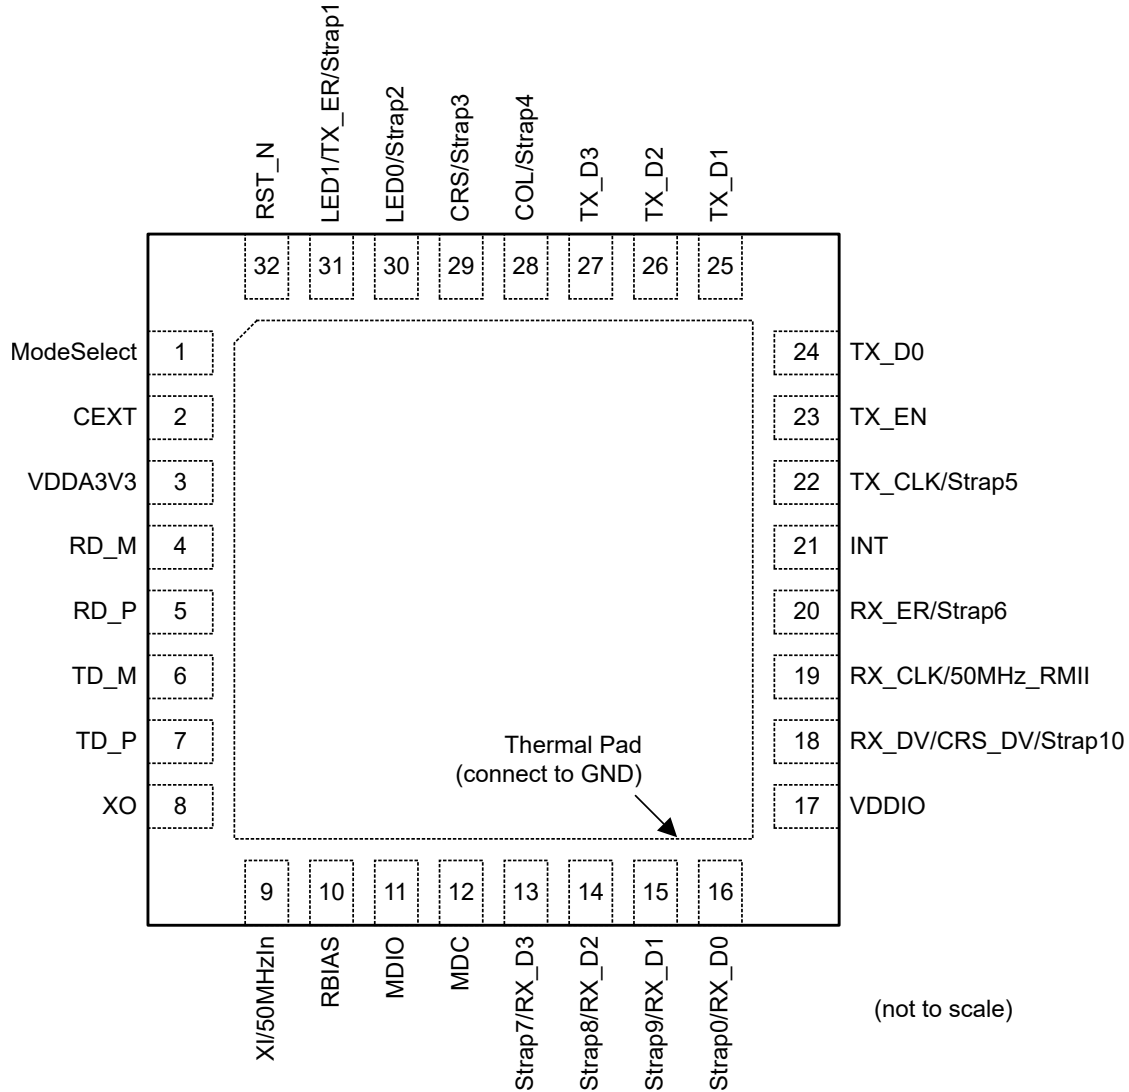 RST_N
LED1/TX_ER/Strap1
LED0/Strap2
CRS/Strap3
COL/Strap4
TX_D3
TX_D2
TX_D1
32
31
30
29
28
27
26
25
ModeSelect
1
CEXT
2
VDDA3V3
3
RD_M
4
RD_P
5
TD_M
6
TD_P
7
XO
8
24
TX_D0
23
TX_EN
22
TX_CLK/Strap5
21
INT
20
RX_ER/Strap6
19
RX_CLK/50MHz_RMII
18
RX_DV/CRS_DV/Strap10
17
VDDIO
Thermal Pad
(connect to GND)
9
10
11
12
13
14
15
16
XI/50MHzIn
RBIAS
MDIO
MDC
Strap7/RX_D3
Strap8/RX_D2
Strap9/RX_D1
Strap0/RX_D0
(not to scale)